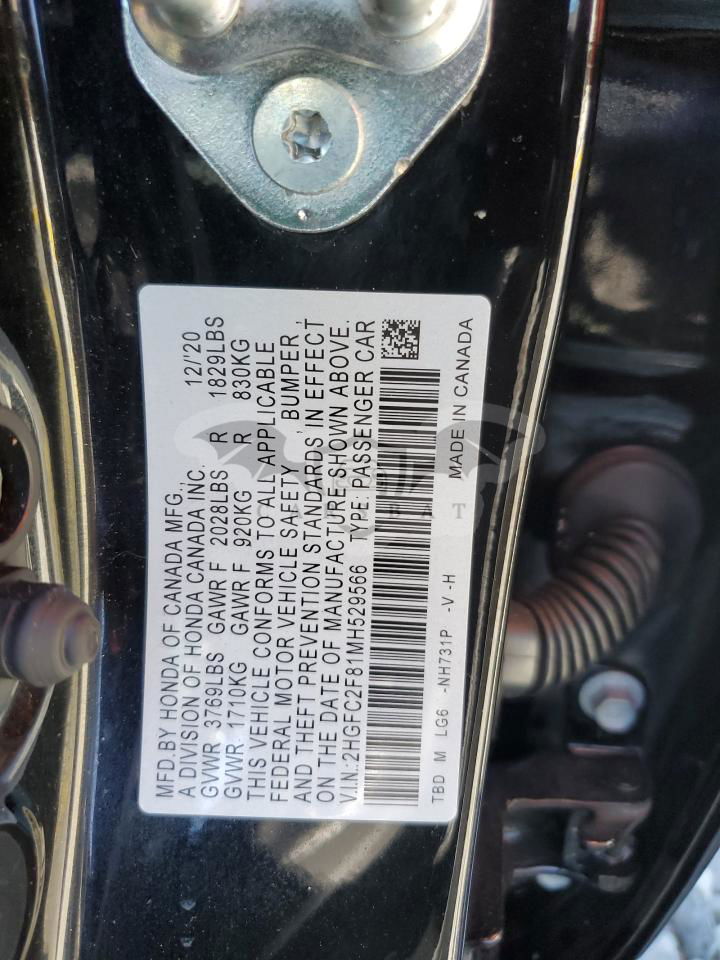 MFD.BY HONDA OF CANADA MFG., 12/'20
A DIVISION OF HONDA CANADA INC.
GVWR 3769LBS GAWR F 2028LBS R 1829LBS
GVWR 1710KG GAWR F 920KG R 830KG
THIS VEHICLE CONFORMS TO ALL APPLICABLE
FEDERAL MOTOR VEHICLE SAFETY, BUMPER,
AND THEFT PREVENTION STANDARDS IN EFFECT
ON THE DATE OF MANUFACTURE SHOWN ABOVE.
V.I.N.:2HGFC2F81MH529566 TYPE: PASSENGER CAR
TBD M LG6 -NH731P -V -H MADE IN CANADA